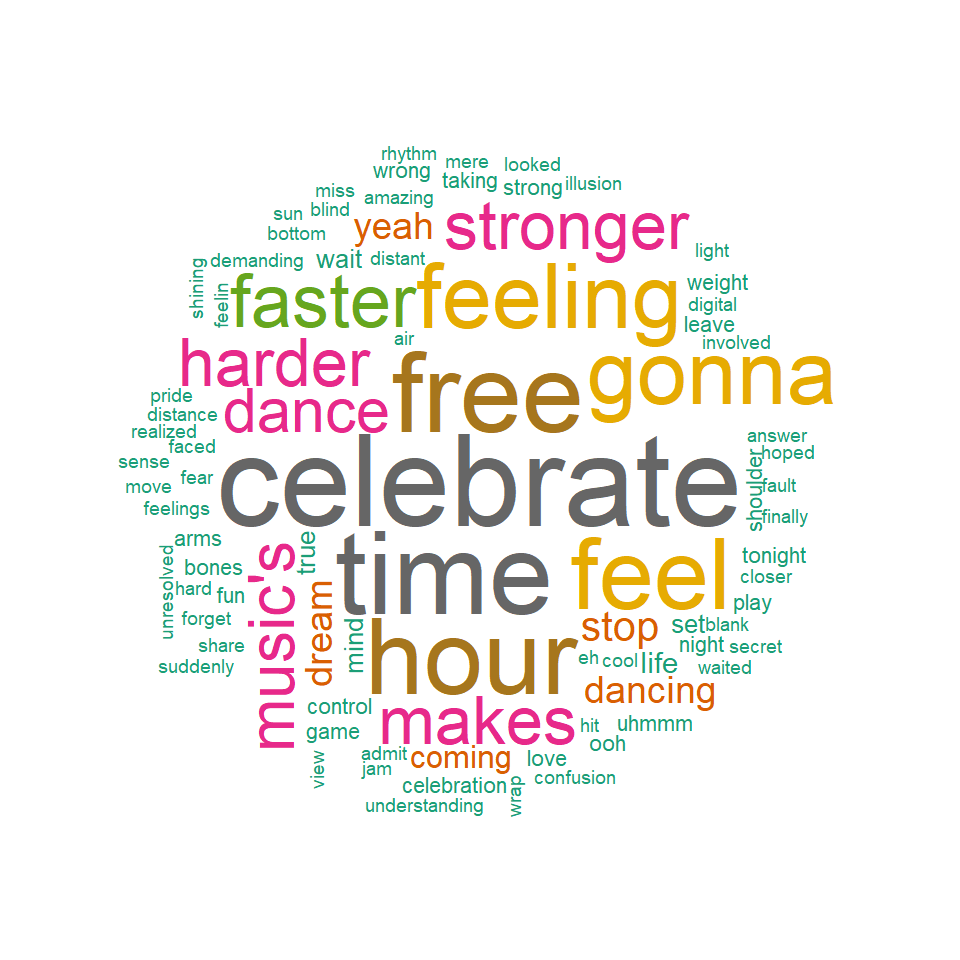 rhythm
wrong
mere
looked
taking
strong
illusion
miss
amazing
sun
blind
bottom
yeah
stronger
light
demanding
wait
distant
shining
feelin
faster
feeling
weight
digital
leave
involved
air
harder
free
gonna
dance
pride
distance
realized
faced
sense
fear
move
feelings
celebrate
answer
hoped
shoulder
fault
finally
arms
true
time
feel
tonight
closer
unresolved
bones
hard
fun
music's
dream
mind
hour
stop
set
blank
play
forget
share
suddenly
night
secret
eh
cool
life
waited
dancing
control
game
makes
hit
uhmmm
ooh
view
admit
jam
coming
love
confusion
celebration
wrap
understanding